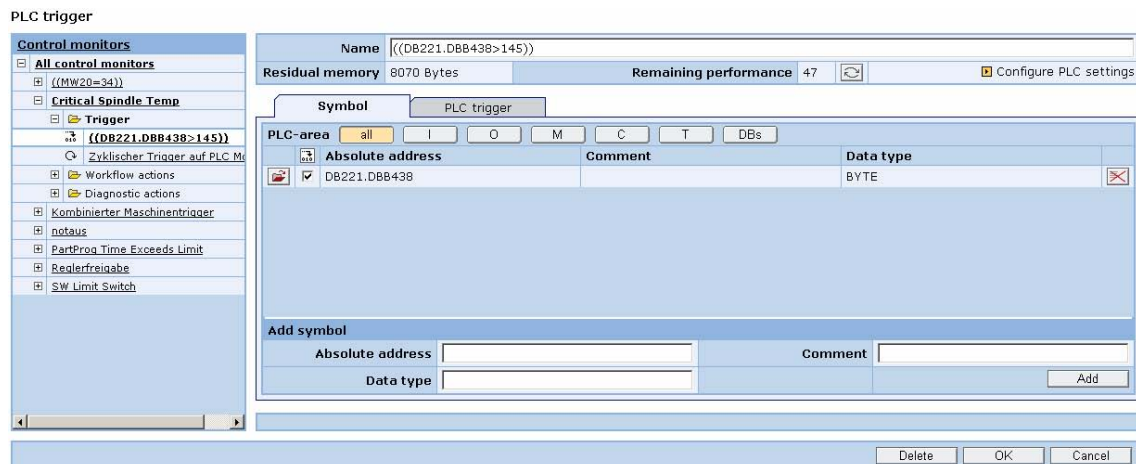 PLC trigger
Control monitors
All control monitors
((MW20=34))
Critical Spindle Temp
Trigger
((DB221.DBB438>145))
Zyklischer Trigger auf PLC Mo
Workflow actions
Diagnostic actions
Kombinierter Maschinentrigger
notaus
PartProg Time Exceeds Limit
Reglerfreigabe
SW Limit Switch
Name ((DB221.DBB438>145))
Residual memory 8070 Bytes Remaining performance 47 Configure PLC settings
Symbol PLC trigger
PLC-area all I O M C T DBs
Absolute address Comment Data type
DB221.DBB438 BYTE
Add symbol
Absolute address Comment
Data type Add
Delete OK Cancel